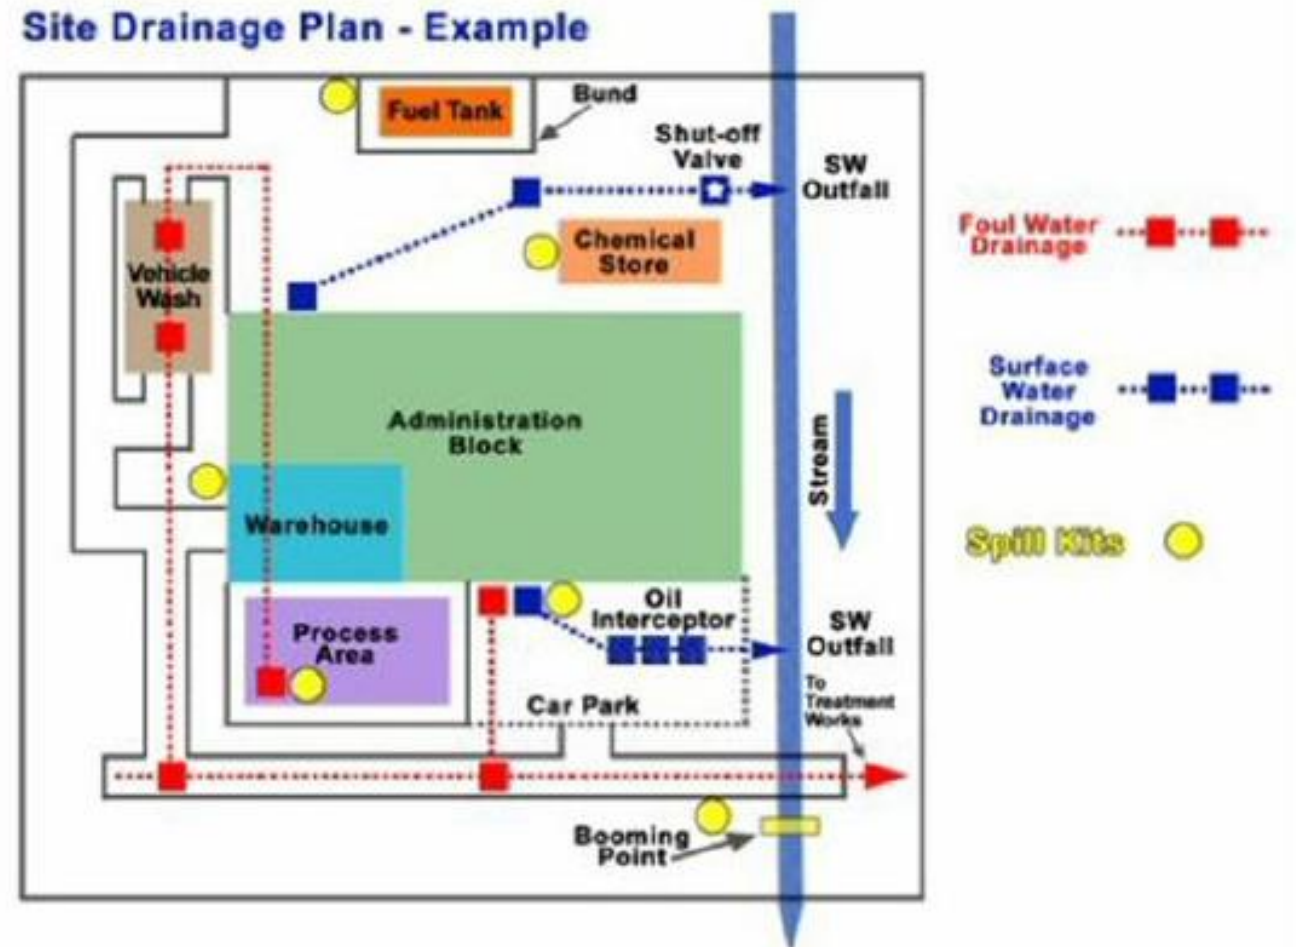 Site Drainage Plan - Example
Fuel Tank
Bund
Shut-off
Valve
SW
Outfall
Foul Water
Drainage
Chemical
Store
Vehicle
Wash
Surface
Water
Drainage
Administration
Block
Stream
Warehouse
Spill Kits
Oil
Interceptor
Process
Area
SW
Outfall
To
Treatment
Works
Car Park
Booming
Point